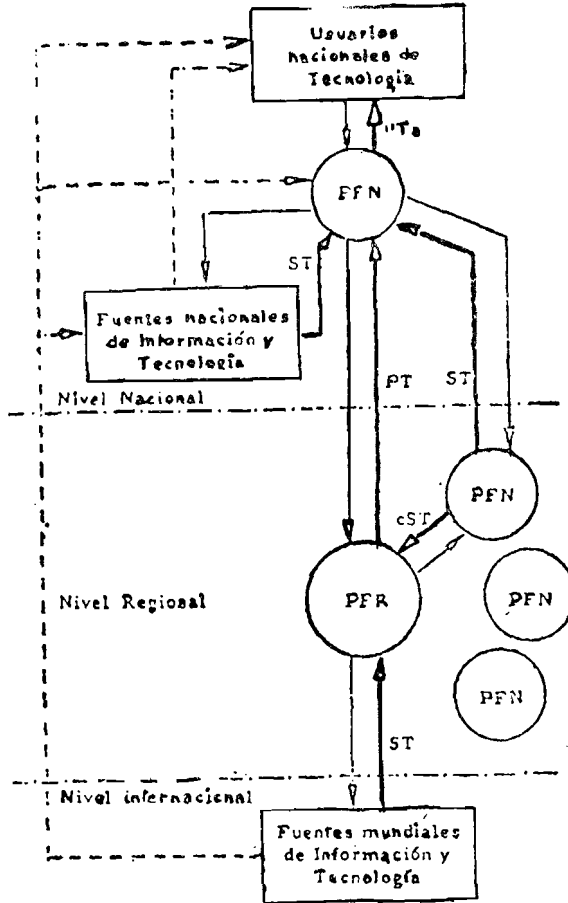 Usuarios
nacionales de
Tecnología
"Ta
PFN
ST
Fuentes nacionales
de Información y
Tecnología
PT
ST
Nivel Nacional
PFN
cST
Nivel Regional
PFR
PFN
PFN
ST
Nivel internacional
Fuentes mundiales
de Información y
Tecnología